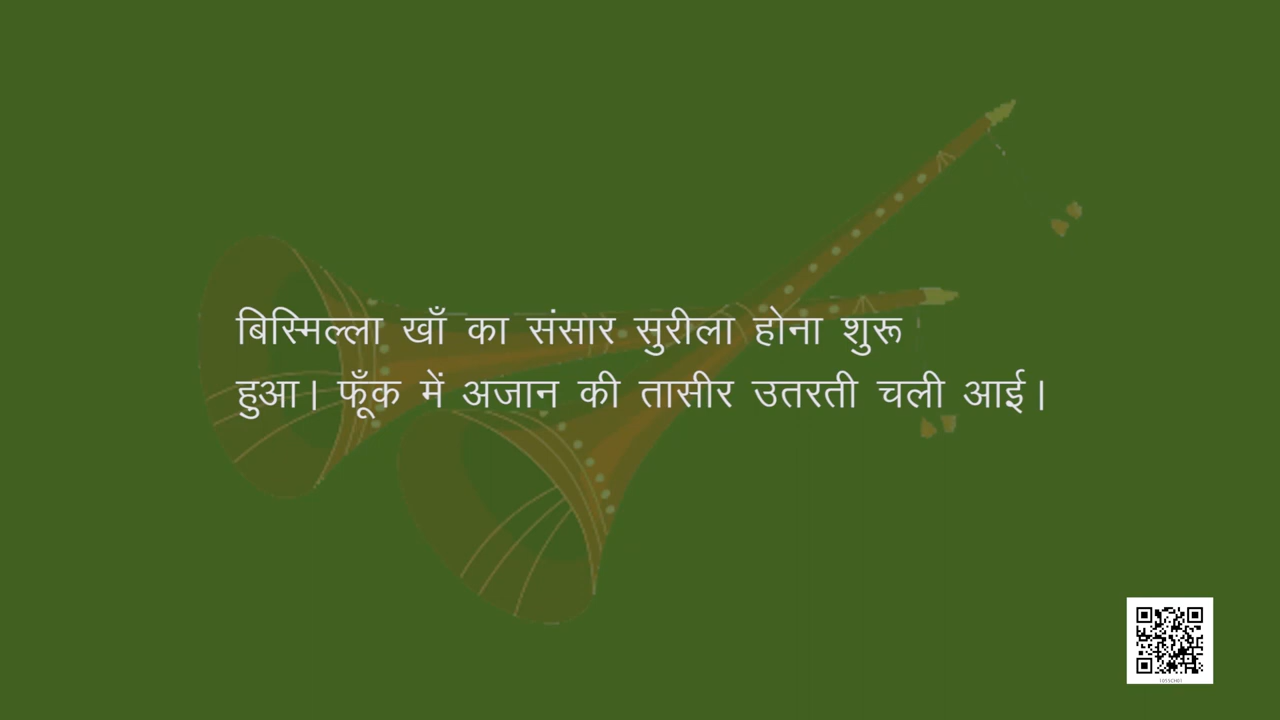 बिस्मिल्ला खाँ का संसार सुरीला होना शुरू
हुआ। फूँक में अजान की तासीर उतरती चली आई।